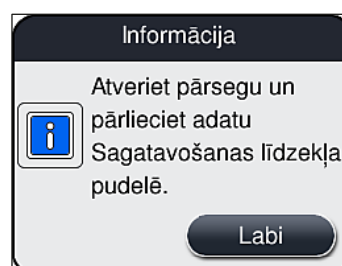 Informācija
Atveriet pārsegu un
pārlieciet adatu
Sagatavošanas līdzekļa
pudelē.
Labi